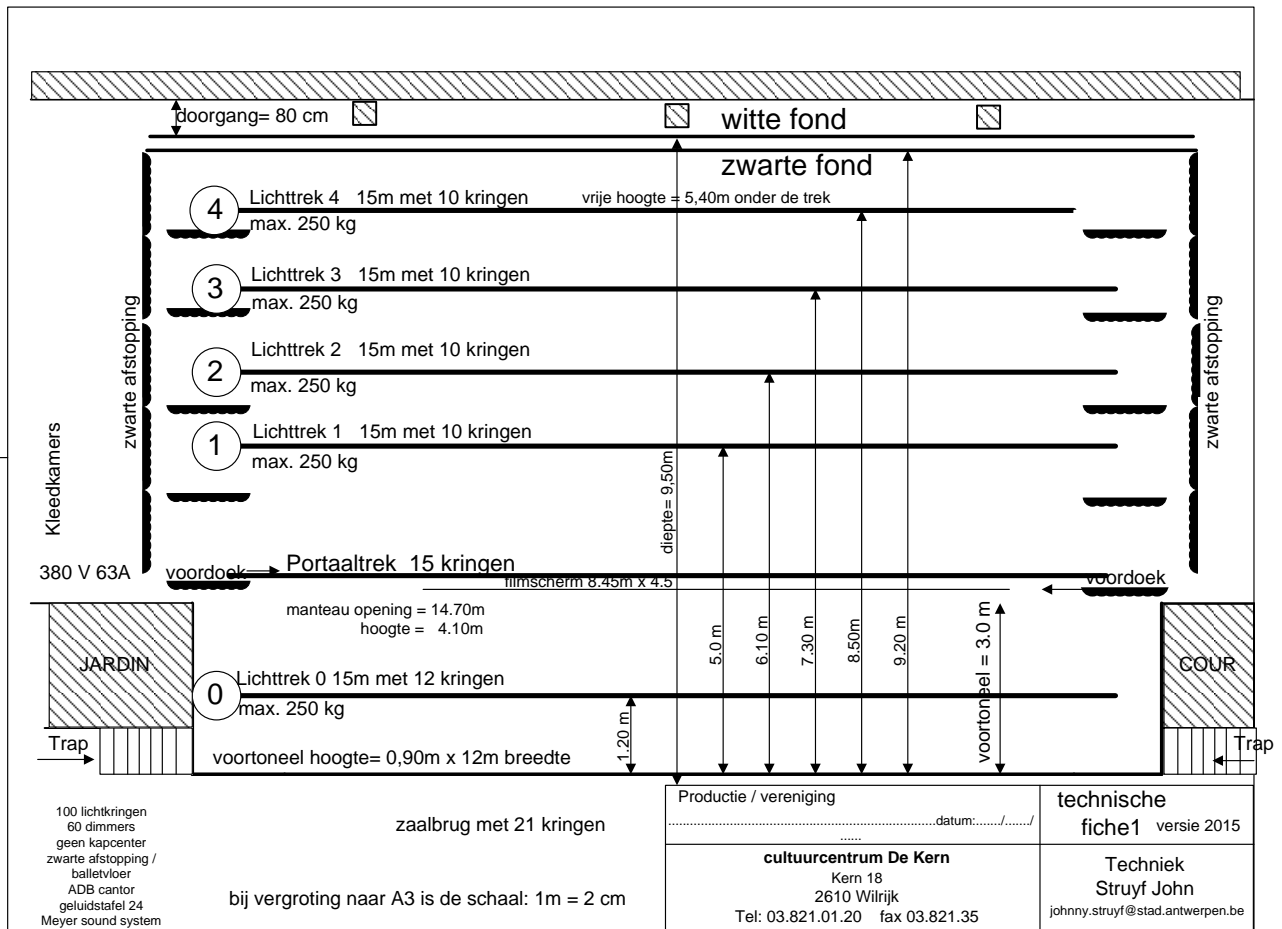 doorgang= 80 cm
witte fond
zwarte fond
4
Lichttrek 4 15m met 10 kringen
vrije hoogte = 5,40m onder de trek
max. 250 kg
3
Lichttrek 3 15m met 10 kringen
max. 250 kg
zwarte afstopping
zwarte afstopping
2
Lichttrek 2 15m met 10 kringen
max. 250 kg
1
Lichttrek 1 15m met 10 kringen
max. 250 kg
Kleedkamers
diepte= 9,50m
380 V 63A
voordoek
Portaaltrek 15 kringen
voordoek
filmscherm 8.45m x 4.5
manteau opening = 14.70m
hoogte = 4.10m
JARDIN
COUR
5.0 m
6.10 m
7.30 m
8.50m
9.20 m
voortoneel = 3.0 m
0
Lichttrek 0 15m met 12 kringen
max. 250 kg
1.20 m
Trap
Trap
voortoneel hoogte= 0,90m x 12m breedte
100 lichtkringen
60 dimmers
geen kapcenter
zwarte afstopping /
balletvloer
ADB cantor
geluidstafel 24
Meyer sound system
zaalbrug met 21 kringen
bij vergroting naar A3 is de schaal: 1m = 2 cm
Productie / vereniging
.....................................................................datum:......./......./
......
technische
fiche1 versie 2015
cultuurcentrum De Kern
Kern 18
2610 Wilrijk
Tel: 03.821.01.20 fax 03.821.35
Techniek
Struyf John
johnny.struyf@stad.antwerpen.be